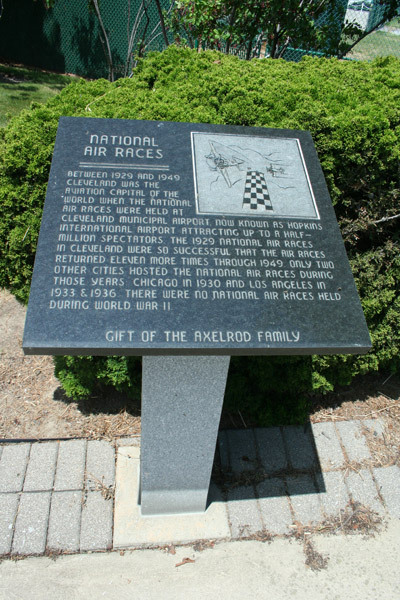 NATIONAL
AIR RACES
BETWEEN 1929 AND 1949
CLEVELAND WAS THE
AVIATION CAPITAL OF THE
WORLD WHEN THE NATIONAL
AIR RACES WERE HELD AT
CLEVELAND MUNICIPAL AIRPORT, NOW KNOWN AS HOPKINS
INTERNATIONAL AIRPORT ATTRACTING UP TO A HALF-
MILLION SPECTATORS. THE 1929 NATIONAL AIR RACES
IN CLEVELAND WERE SO SUCCESSFUL THAT THE AIR RACES
RETURNED ELEVEN MORE TIMES THROUGH 1949. ONLY TWO
OTHER CITIES HOSTED THE NATIONAL AIR RACES DURING
THOSE YEARS: CHICAGO IN 1930 AND LOS ANGELES IN
1933 & 1936. THERE WERE NO NATIONAL AIR RACES HELD
DURING WORLD WAR II.
GIFT OF THE AXELROD FAMILY